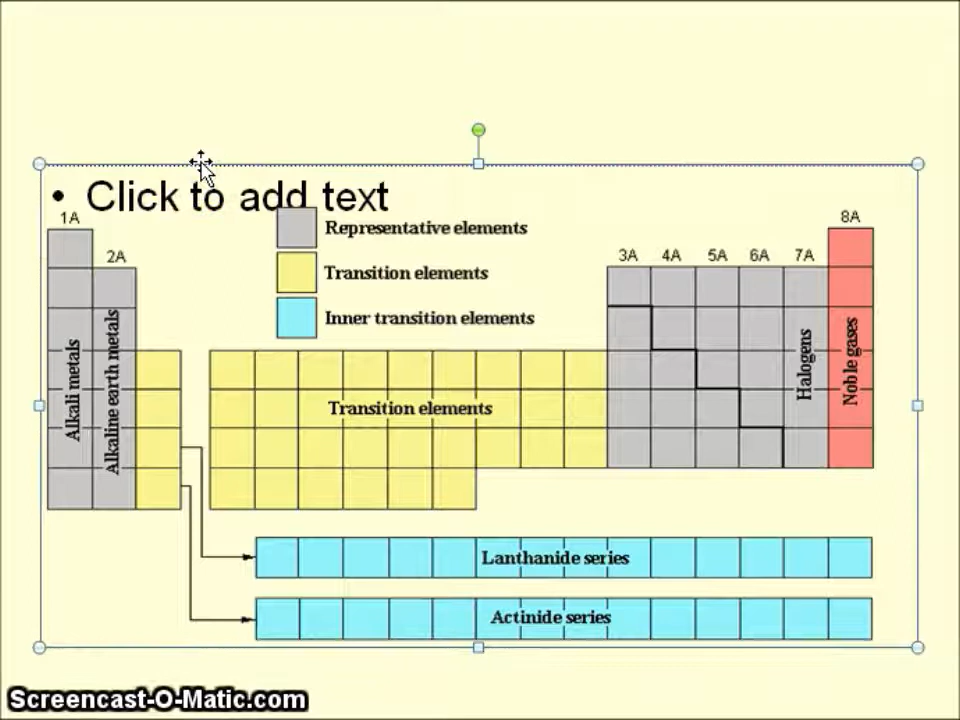 • Click to add text
1A
8A
Representative elements
2A
3A 4A 5A 6A 7A
Transition elements
Inner transition elements
Alkali metals
Alkaline earth metals
Halogens
Noble gases
Transition elements
Lanthanide series
Actinide series
Screencast-O-Matic.com